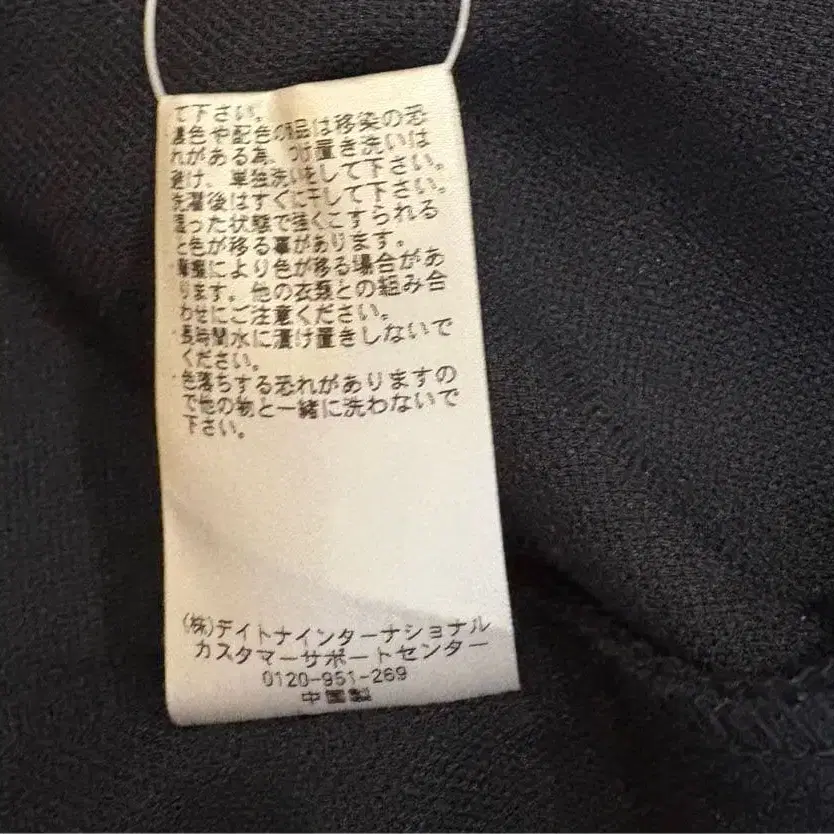 て下さい。
濃色や配色の商品は移染の恐
れがある為、つけ置き洗いは
避け、単独洗いをして下さい。
洗濯後はすぐに干して下さい。
湿った状態で強くこすられる
と色が移る事があります。
摩擦により色が移る場合があ
ります。他の衣類との組み合
わせにご注意ください。
長時間水に漬け置きしないで
ください。
色落ちする恐れがありますの
で他の物と一緒に洗わないで
下さい。
(株)デイトナインターナショナル
カスタマーサポートセンター
0120-951-269
中国製